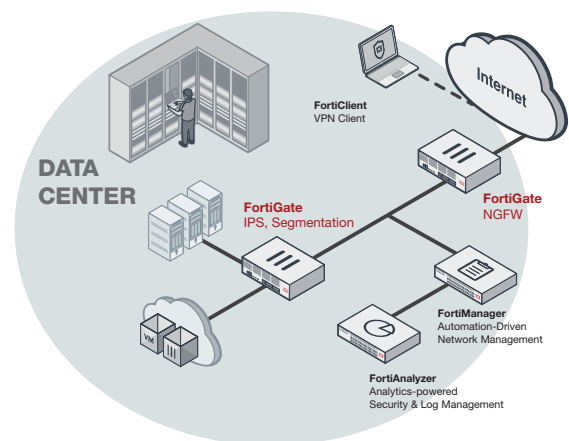 Internet
FortiClient
VPN Client
DATA
CENTER
FortiGate
NGFW
FortiGate
IPS, Segmentation
VM
FortiManager
Automation-Driven
Network Management
FortiAnalyzer
Analytics-powered
Security & Log Management